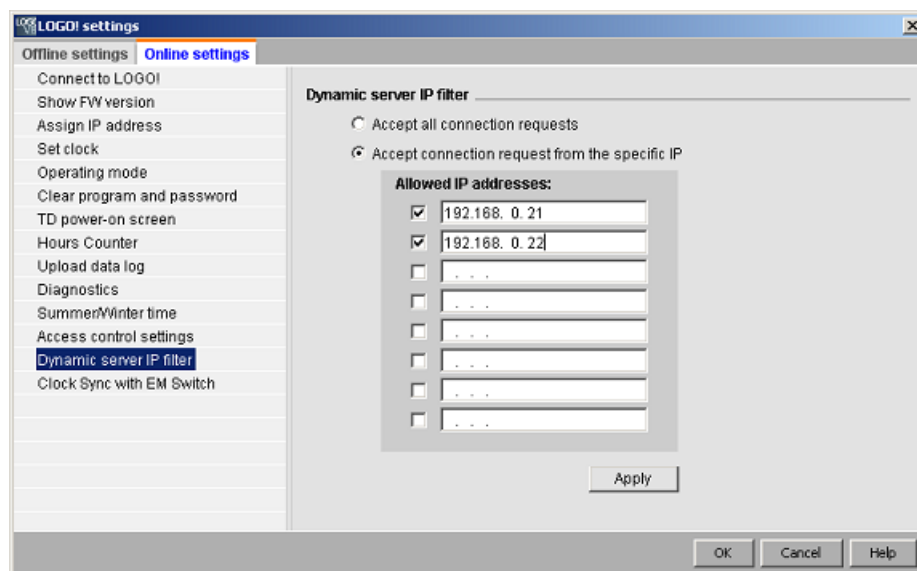 LOGO! settings
Offline settings
Online settings
Connect to LOGO!
Show FW version
Assign IP address
Set clock
Operating mode
Clear program and password
TD power-on screen
Hours Counter
Upload data log
Diagnostics
Summer/Winter time
Access control settings
Dynamic server IP filter
Clock Sync with EM Switch
Dynamic server IP filter
Accept all connection requests
Accept connection request from the specific IP
Allowed IP addresses:
192.168. 0. 21
192.168. 0. 22
. . .
. . .
. . .
. . .
. . .
. . .
Apply
OK
Cancel
Help